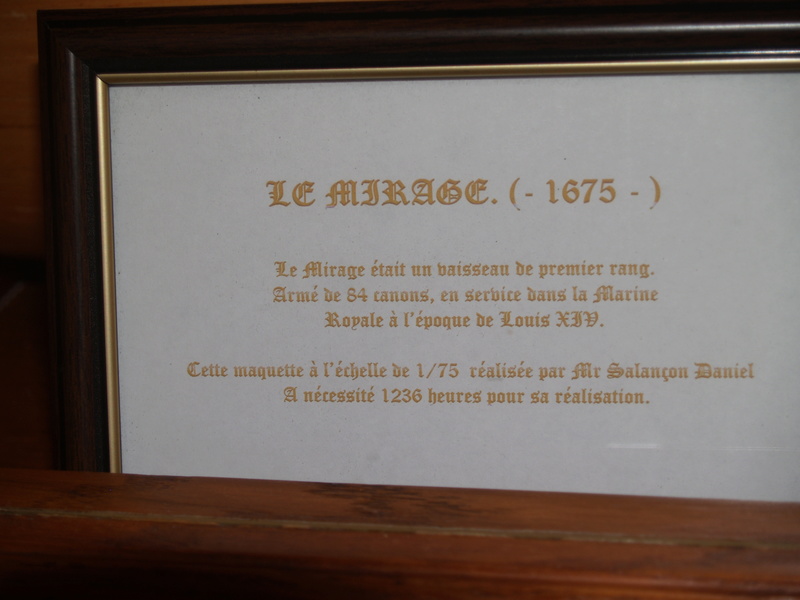 LE MIRAGE. (- 1675 - )
Le Mirage était un vaisseau de premier rang.
Armé de 84 canons, en service dans la Marine
Royale à l'époque de Louis XIV.
Cette maquette à l'échelle de 1/75 réalisée par Mr Salançon Daniel
A nécessité 1236 heures pour sa réalisation.